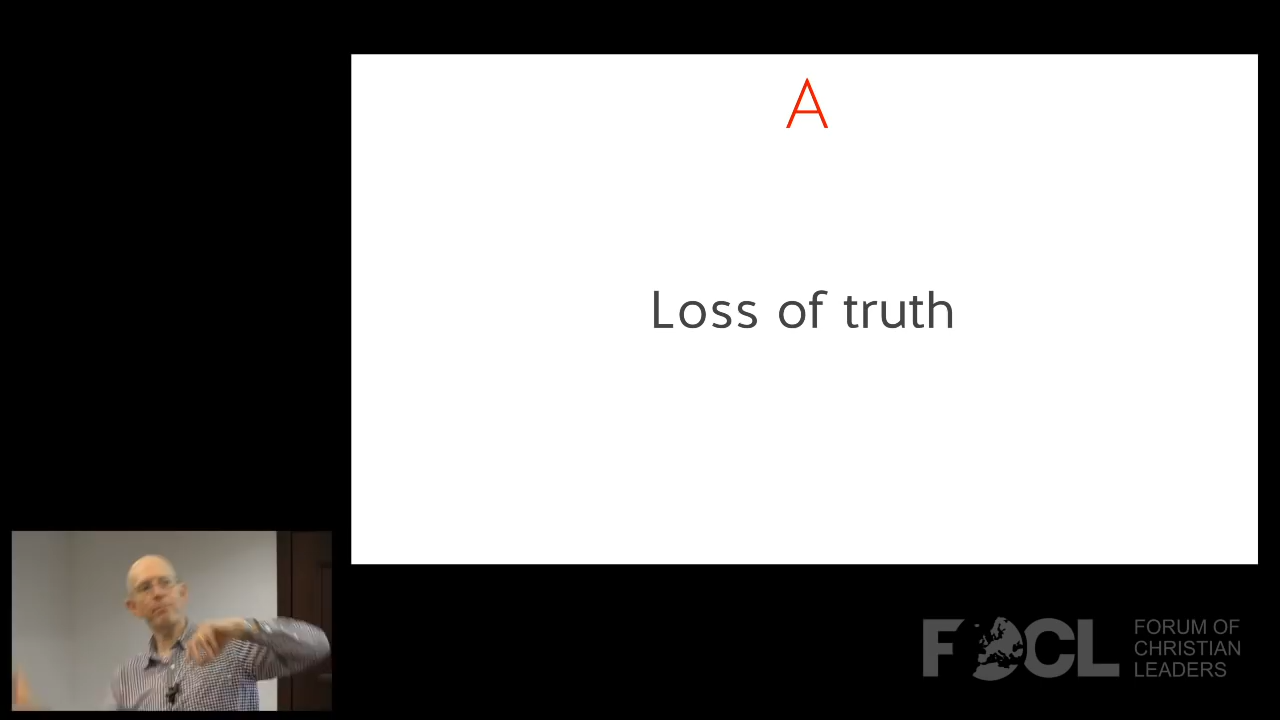 A
Loss of truth
FOCL
FORUM OF
CHRISTIAN
LEADERS